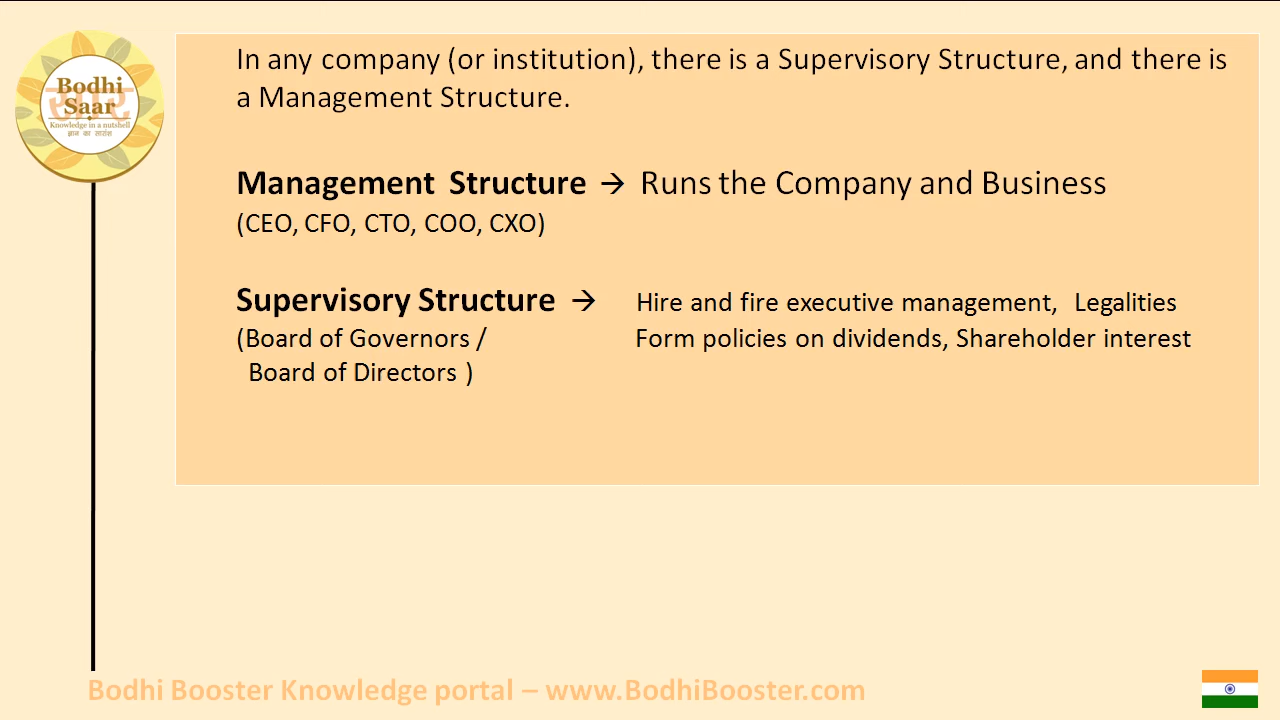 Bodhi
Saar
Knowledge in a nutshell
ज्ञान का सारांश
In any company (or institution), there is a Supervisory Structure, and there is
a Management Structure.
Management Structure → Runs the Company and Business
(CEO, CFO, CTO, COO, CXO)
Supervisory Structure → Hire and fire executive management, Legalities
(Board of Governors / Form policies on dividends, Shareholder interest
Board of Directors )
Bodhi Booster Knowledge portal – www.BodhiBooster.com